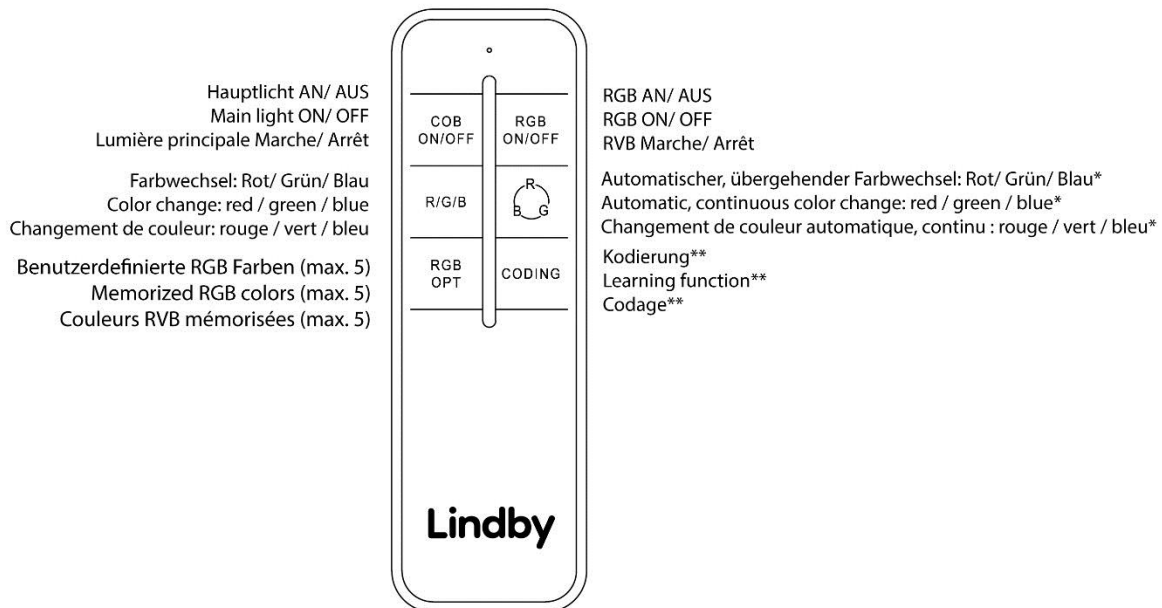 Hauptlicht AN/ AUS
Main light ON/ OFF
Lumière principale Marche/ Arrêt
Farbwechsel: Rot/ Grün/ Blau
Color change: red / green / blue
Changement de couleur: rouge / vert / bleu
Benutzerdefinierte RGB Farben (max. 5)
Memorized RGB colors (max. 5)
Couleurs RVB mémorisées (max. 5)
COB
ON/OFF
RGB
ON/OFF
R/G/B
R
B G
RGB
OPT
CODING
Lindby
RGB AN/ AUS
RGB ON/ OFF
RVB Marche/ Arrêt
Automatischer, übergehender Farbwechsel: Rot/ Grün/ Blau*
Automatic, continuous color change: red / green / blue*
Changement de couleur automatique, continu : rouge / vert / bleu*
Kodierung**
Learning function**
Codage**